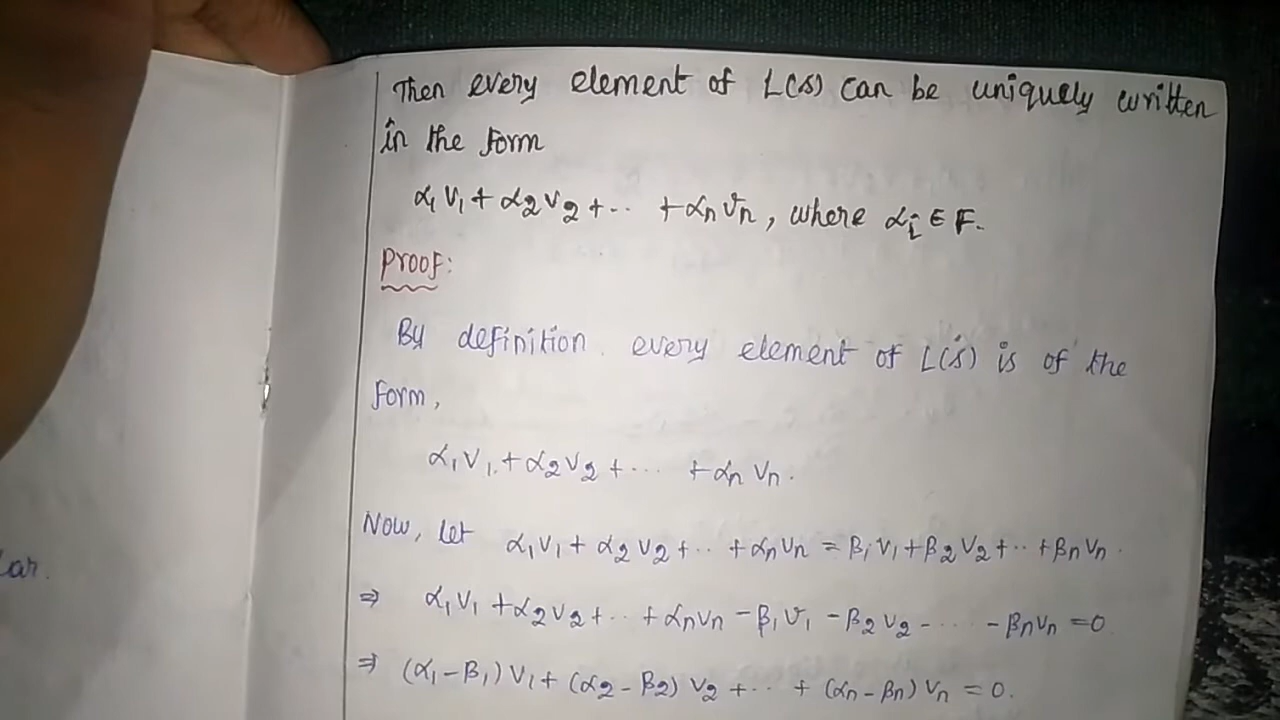 Then every element of L(S) can be uniquely written
in the form
α₁V₁ + α₂V₂ + .. + αₙVₙ, where αᵢ ∈ F.
Proof:
By definition every element of L(S) is of the
form,
α₁V₁ + α₂V₂ + .... + αₙVₙ.
Now, let α₁V₁ + α₂V₂ + .. + αₙVₙ = β₁V₁ + β₂V₂ + .. + βₙVₙ.
⇒ α₁V₁ + α₂V₂ + .. + αₙVₙ - β₁V₁ - β₂V₂ - .... - βₙVₙ = 0.
lar.
⇒ (α₁ - β₁) V₁ + (α₂ - β₂) V₂ + .. + (αₙ - βₙ) Vₙ = 0.